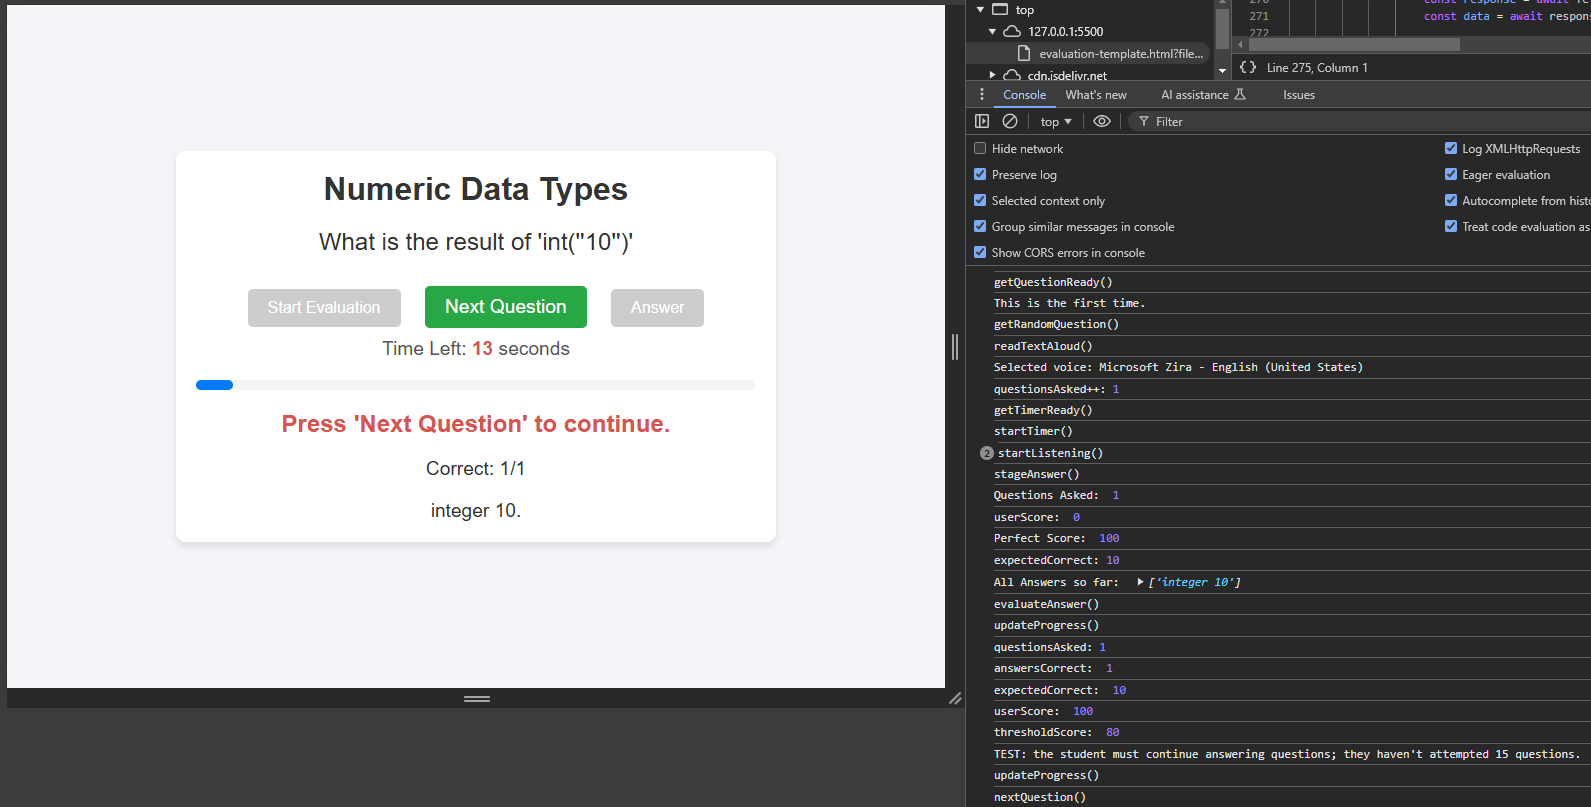 Numeric Data Types
What is the result of 'int("10")'
Start Evaluation
Next Question
Answer
Time Left: 13 seconds
Press 'Next Question' to continue.
Correct: 1/1
integer 10.
top
127.0.0.1:5500
evaluation-template.html?file...
cdn.jsdelivr.net
271
const data = await respons
272
{} Line 275, Column 1
Console
What's new
AI assistance
Issues
top
Filter
Hide network
Log XMLHttpRequests
Preserve log
Eager evaluation
Selected context only
Autocomplete from histo
Group similar messages in console
Treat code evaluation as
Show CORS errors in console
getQuestionReady()
This is the first time.
getRandomQuestion()
readTextAloud()
Selected voice: Microsoft Zira - English (United States)
questionsAsked++: 1
getTimerReady()
startTimer()
2 startListening()
stageAnswer()
Questions Asked: 1
userScore: 0
Perfect Score: 100
expectedCorrect: 10
All Answers so far: ['integer 10']
evaluateAnswer()
updateProgress()
questionsAsked: 1
answersCorrect: 1
expectedCorrect: 10
userScore: 100
thresholdScore: 80
TEST: the student must continue answering questions; they haven't attempted 15 questions.
updateProgress()
nextQuestion()